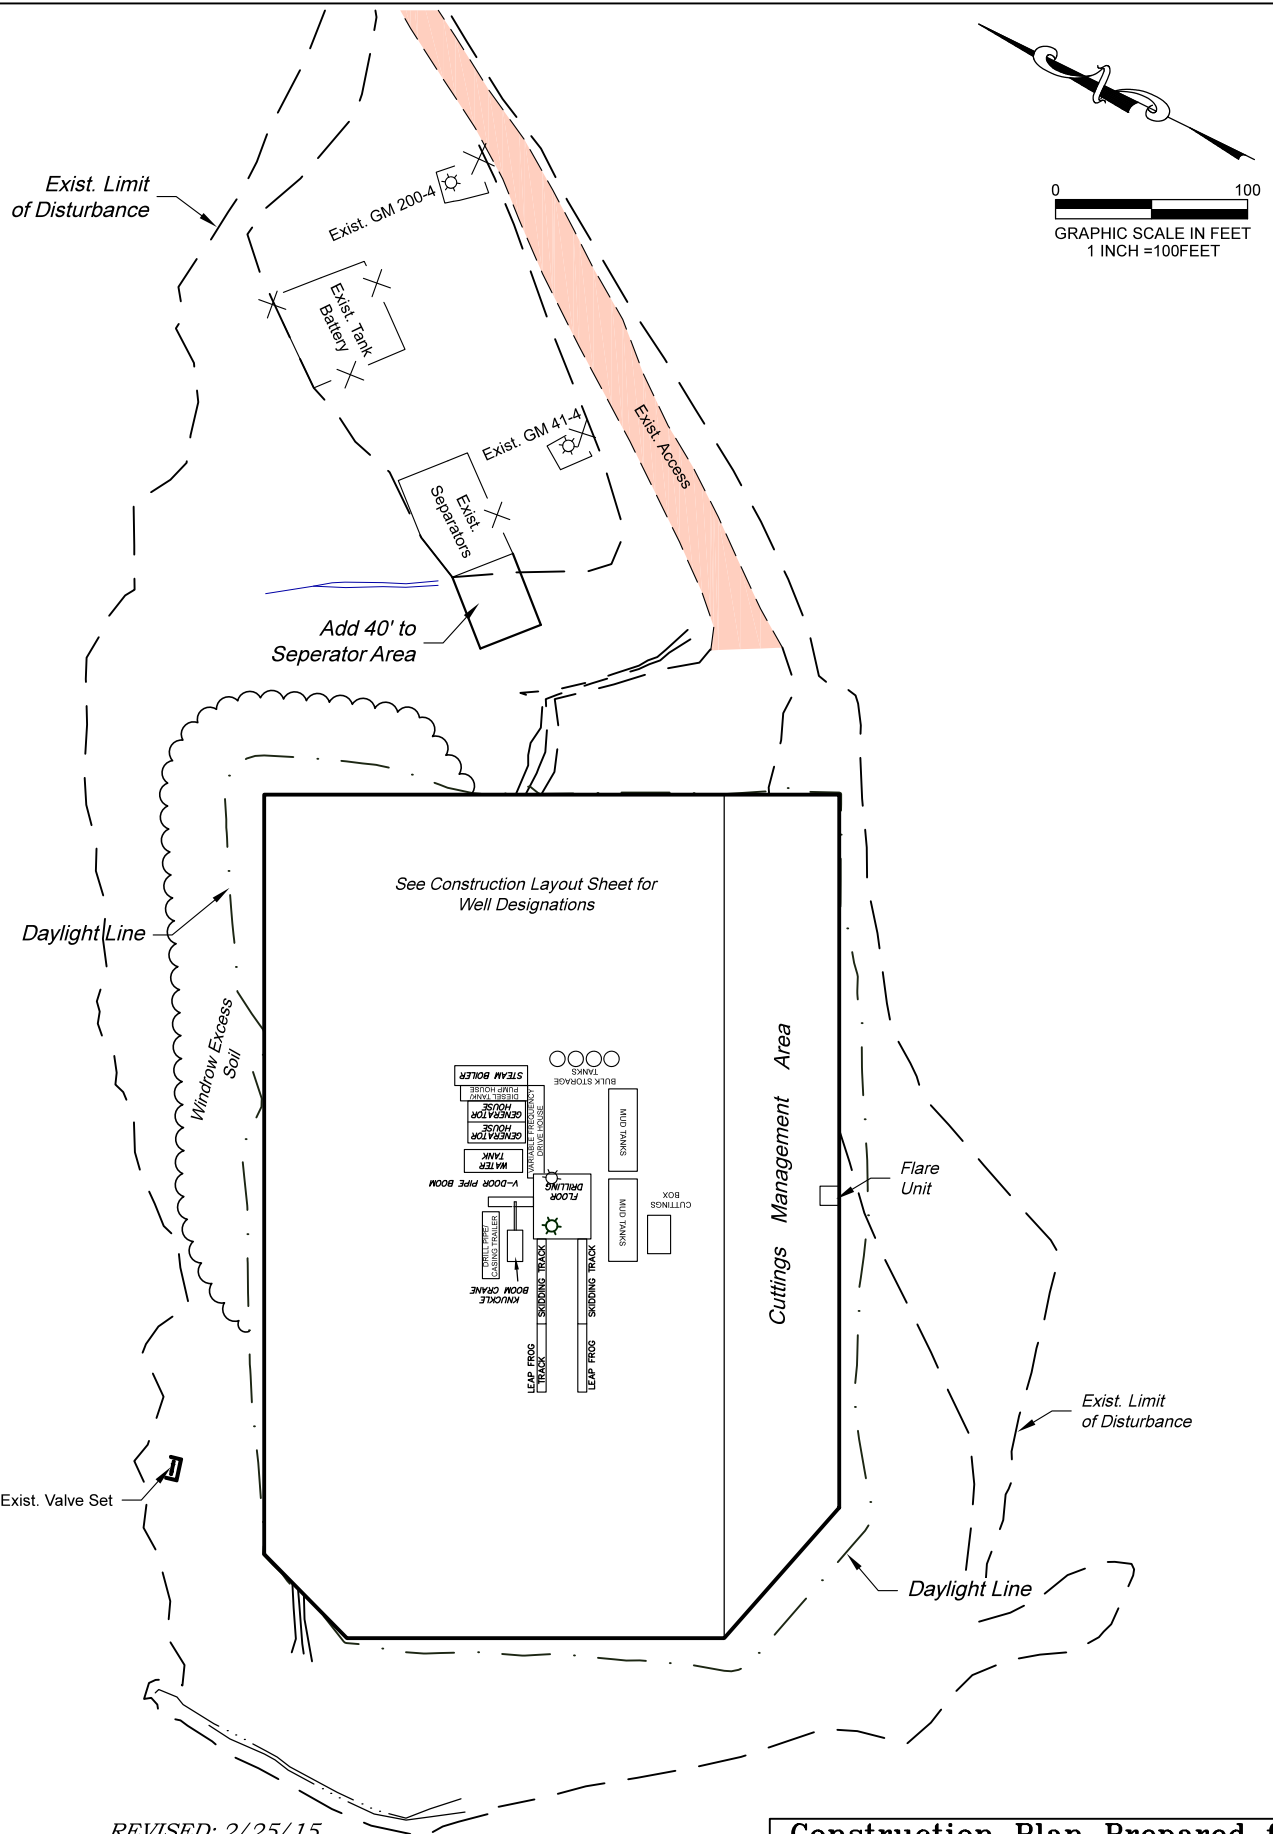 Exist. Limit
of Disturbance
Exist. GM 200-4
0 100
GRAPHIC SCALE IN FEET
1 INCH =100FEET
Exist. Tank
Battery
Exist. GM 41-4
Exist. Access
Exist.
Separators
Add 40' to
Seperator Area
See Construction Layout Sheet for
Well Designations
Daylight Line
Windrow Excess
Soil
STEAM BOILER
DIESEL TANK/
PUMP HOUSE
GENERATOR
HOUSE
GENERATOR
HOUSE
VARIABLE FREQUENCY
DRIVE HOUSE
WATER
TANK
V-DOOR PIPE BOOM
BULK STORAGE
TANKS
MUD TANKS
DRILLING
FLOOR
MUD TANKS
CUTTINGS
BOX
DRILL PIPE/
CASING TRAILER
KNUCKLE
BOOM CRANE
SKIDDING TRACK
SKIDDING TRACK
LEAP FROG
TRACK
LEAP FROG
Cuttings Management Area
Flare
Unit
Exist. Limit
of Disturbance
Exist. Valve Set
Daylight Line
REVISED: 2/25/15
Construction Plan Prepared f